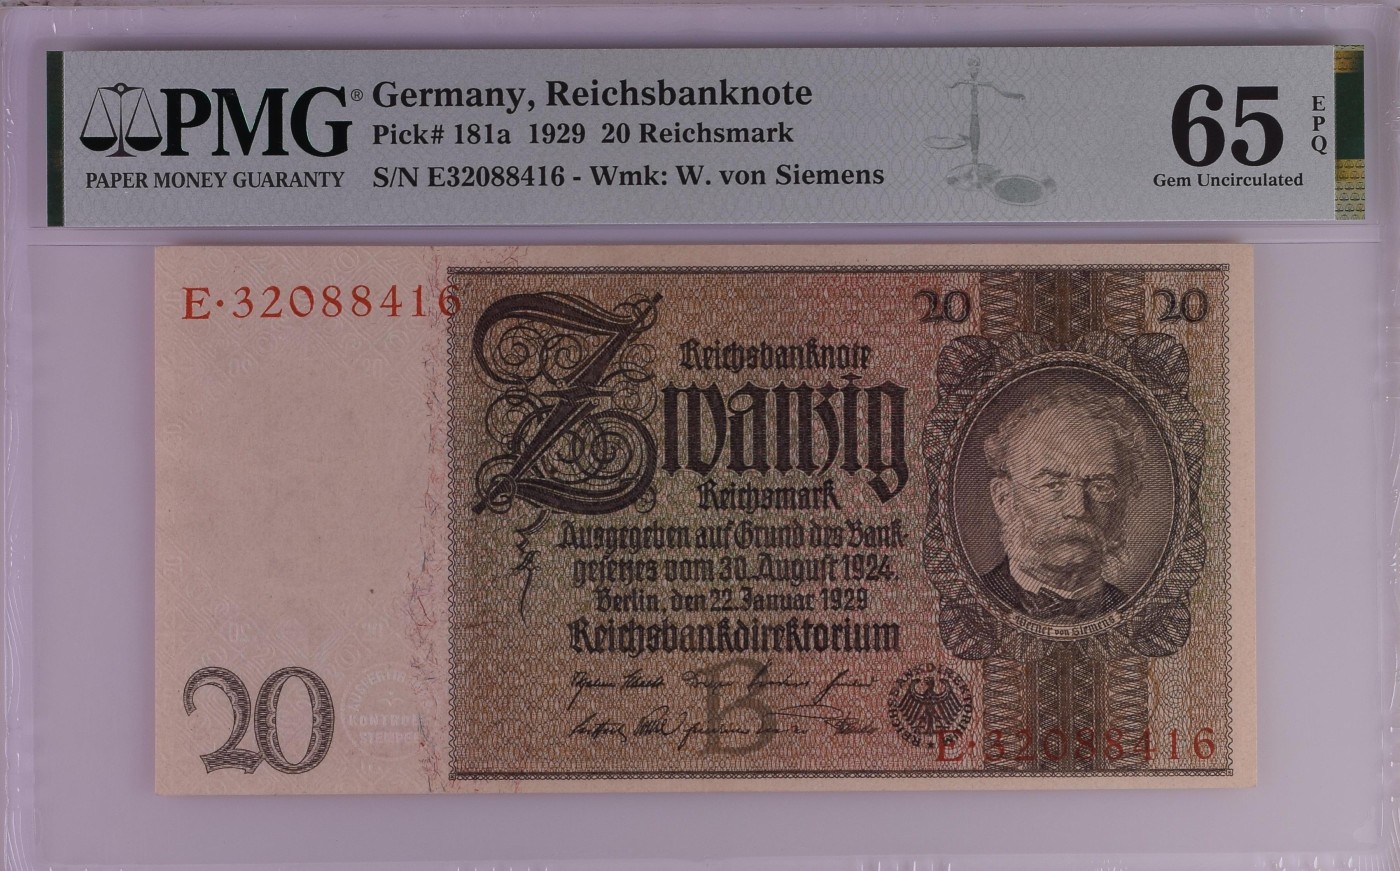 PMG®
PAPER MONEY GUARANTY
Germany, Reichsbanknote
Pick# 181a 1929 20 Reichsmark
S/N E32088416 - Wmk: W. von Siemens
65
EPQ
Gem Uncirculated
E·32088416
20
20
Reichsbanknote
Zwanzig
Reichsmark
Ausgegeben auf Grund des Bank-
gesetzes vom 30. August 1924.
Berlin, den 22. Januar 1929
Reichsbankdirektorium
Werner von Siemens
B
20
KONTROLL
STEMPEL
E·32088416